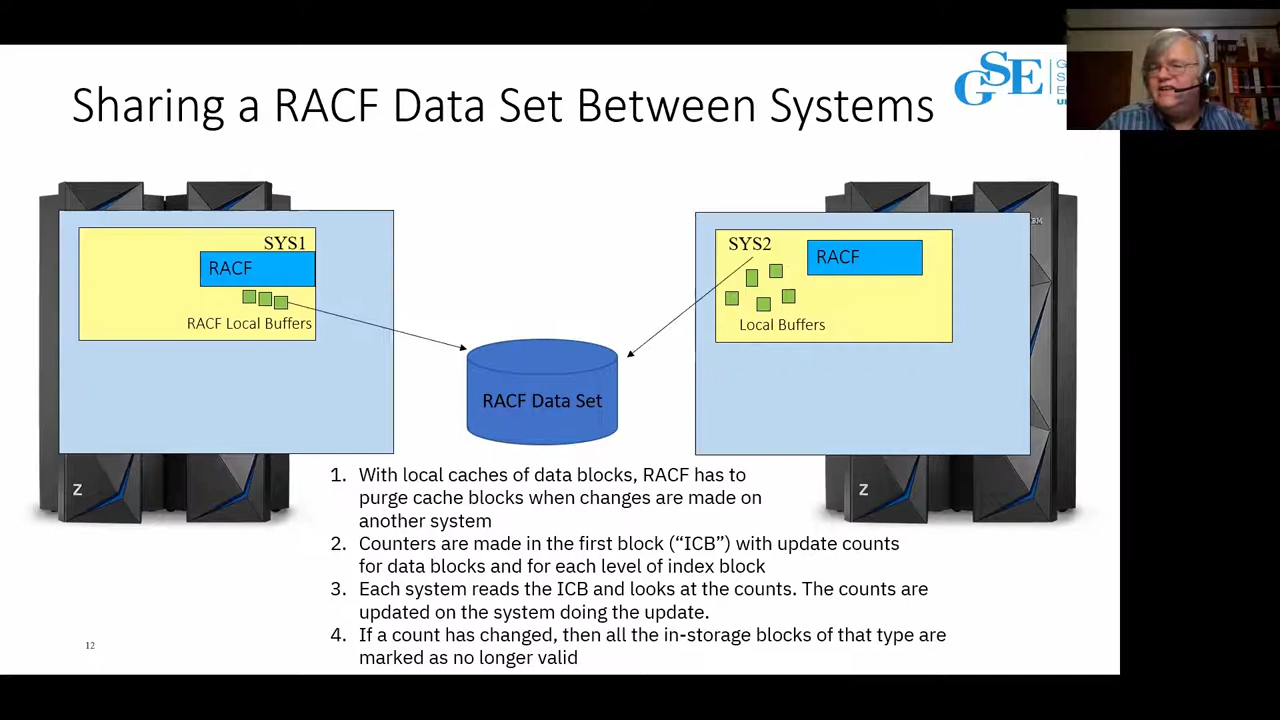 Sharing a RACF Data Set Between Systems
GSE
G
S
E
U
SYS1
RACF
RACF Local Buffers
SYS2
RACF
Local Buffers
RACF Data Set
1. With local caches of data blocks, RACF has to
purge cache blocks when changes are made on
another system
2. Counters are made in the first block (“ICB”) with update counts
for data blocks and for each level of index block
3. Each system reads the ICB and looks at the counts. The counts are
updated on the system doing the update.
4. If a count has changed, then all the in-storage blocks of that type are
marked as no longer valid
Z
Z
12